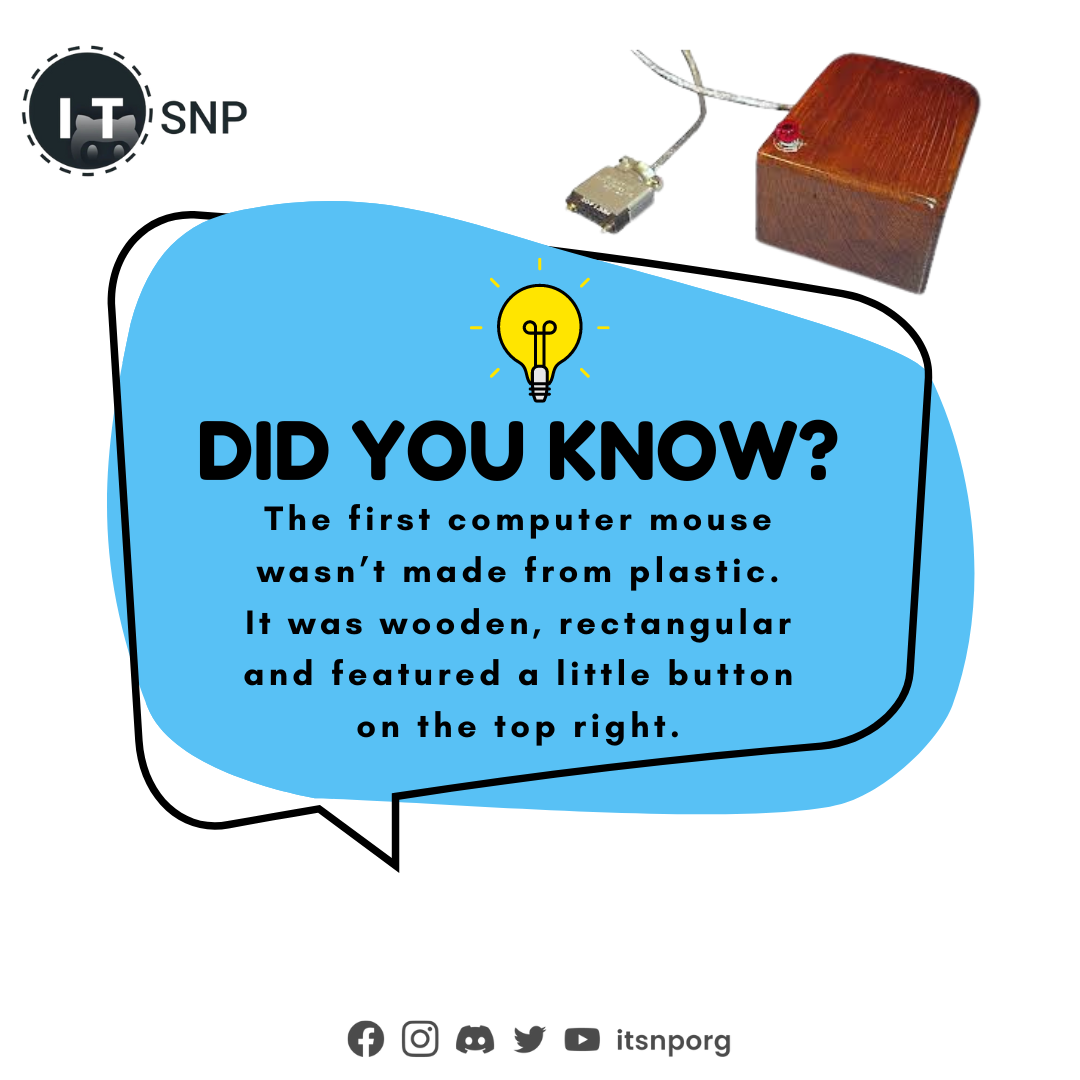 IT SNP
DID YOU KNOW?
The first computer mouse
wasn’t made from plastic.
It was wooden, rectangular
and featured a little button
on the top right.
itsnporg